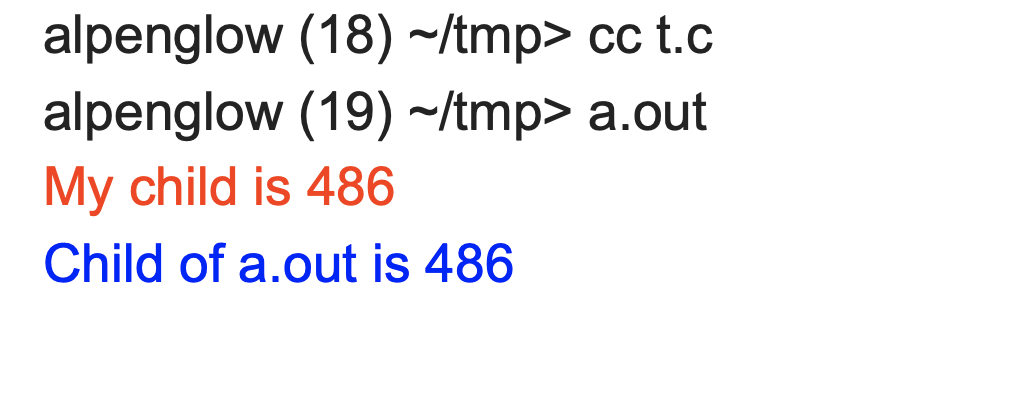 alpenglow (18) ~/tmp> cc t.c
alpenglow (19) ~/tmp> a.out
My child is 486
Child of a.out is 486